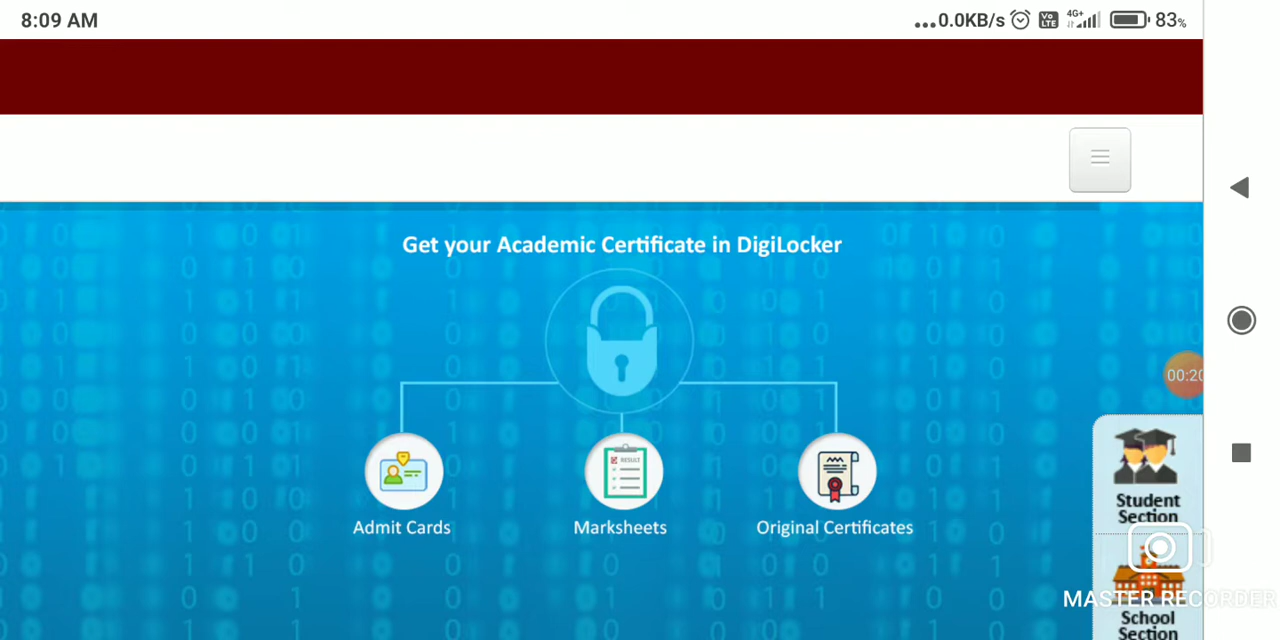 8:09 AM
...0.0KB/s VoLTE 4G+ 83%
Get your Academic Certificate in DigiLocker
00:20
RESULT
Admit Cards
Marksheets
Original Certificates
Student
Section
MASTER RECORDER
School
Section